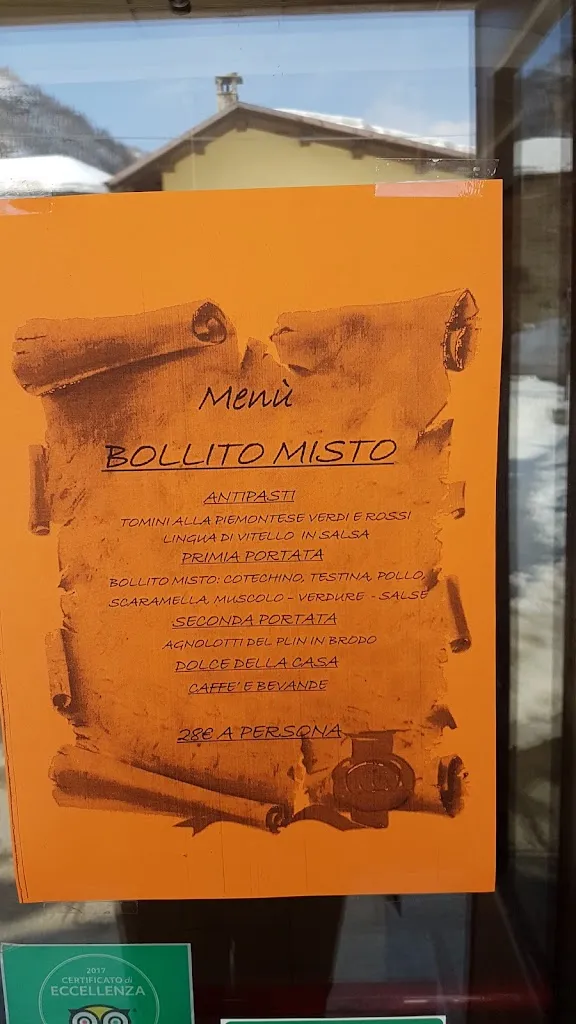 Menù
BOLLITO MISTO
ANTIPASTI
TOMINI ALLA PIEMONTESE VERDI E ROSSI
LINGUA DI VITELLO IN SALSA
PRIMIA PORTATA
BOLLITO MISTO: COTECHINO, TESTINA, POLLO,
SCARAMELLA, MUSCOLO - VERDURE - SALSE
SECONDA PORTATA
AGNOLOTTI DEL PLIN IN BRODO
DOLCE DELLA CASA
CAFFE' E BEVANDE
28€ A PERSONA
2017
CERTIFICATO di
ECCELLENZA